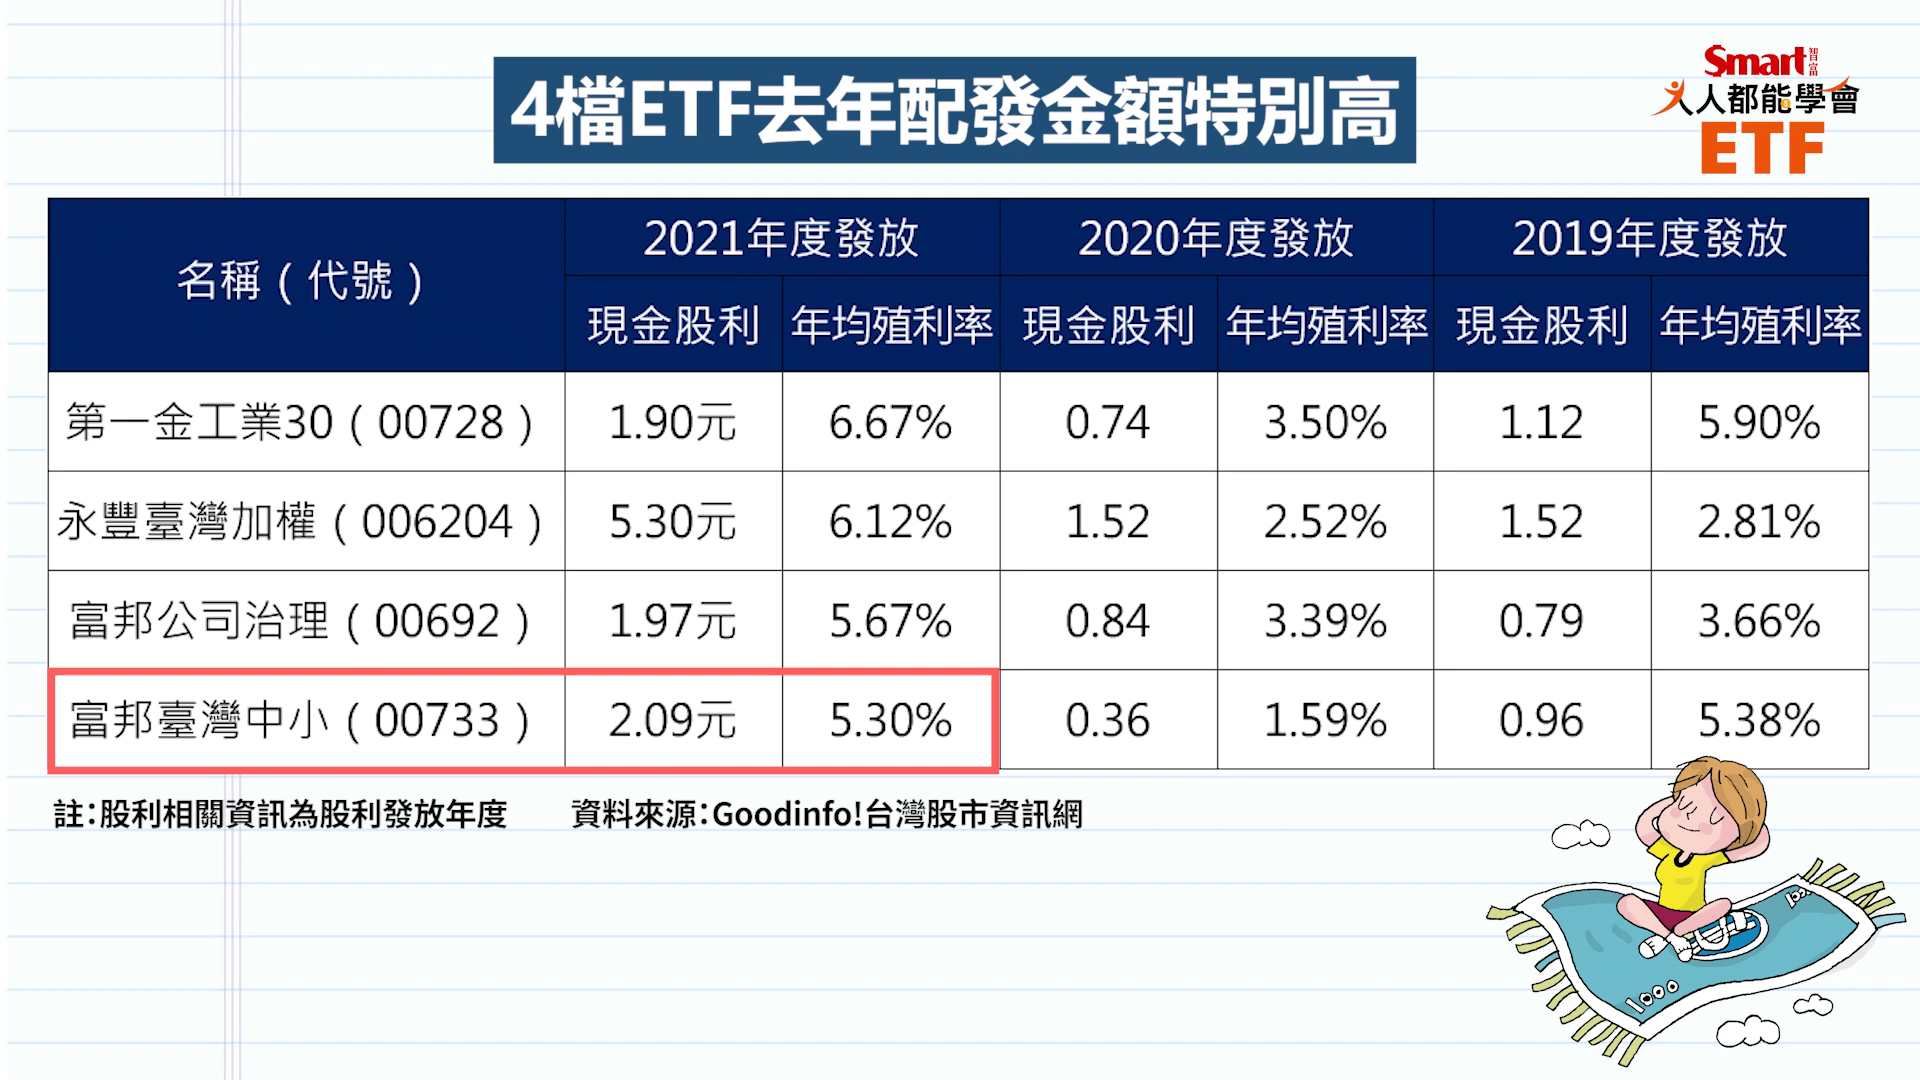 4檔ETF去年配發金額特別高
Smart智富
人人都能學會
ETF
名稱(代號) 2021年度發放 2020年度發放 2019年度發放
現金股利 年均殖利率 現金股利 年均殖利率 現金股利 年均殖利率
第一金工業30(00728) 1.90元 6.67% 0.74 3.50% 1.12 5.90%
永豐臺灣加權(006204) 5.30元 6.12% 1.52 2.52% 1.52 2.81%
富邦公司治理(00692) 1.97元 5.67% 0.84 3.39% 0.79 3.66%
富邦臺灣中小(00733) 2.09元 5.30% 0.36 1.59% 0.96 5.38%
註:股利相關資訊為股利發放年度 資料來源:Goodinfo!台灣股市資訊網
1000